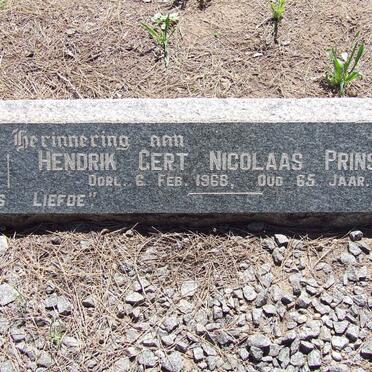 Herinnering aan
HENDRIK GERT NICOLAAS PRINS
OORL. 6 FEB. 1968, OUD 65 JAAR.
LIEFDE"